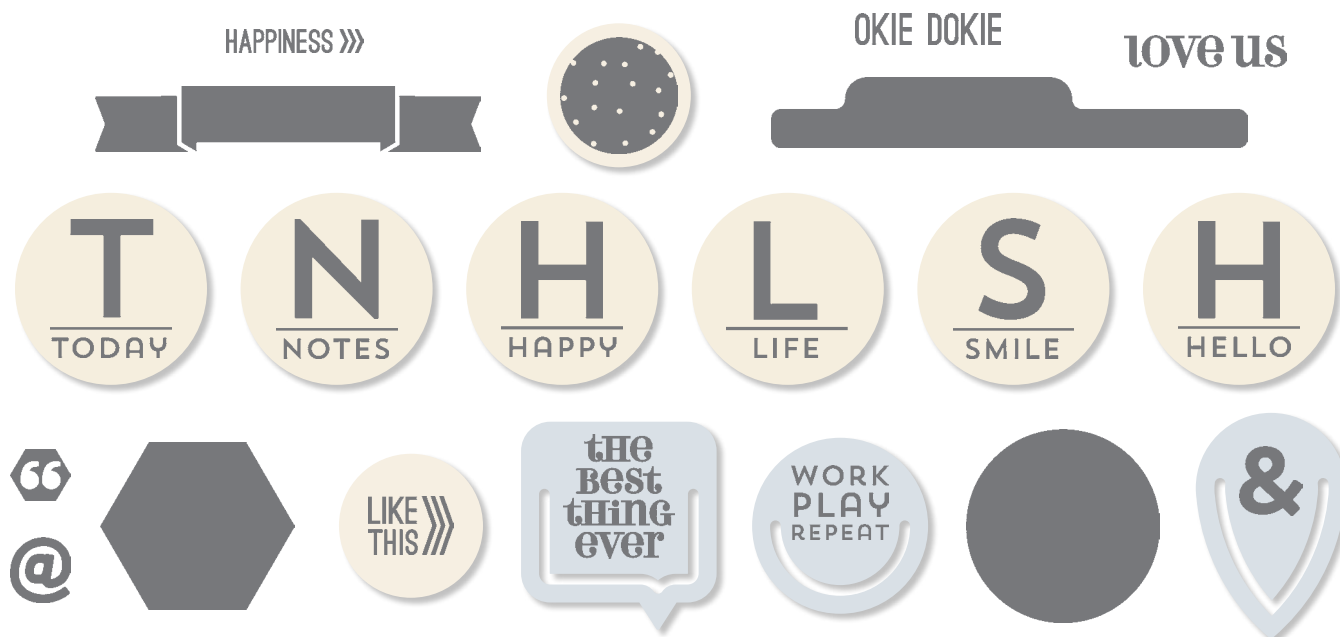 HAPPINESS
OKIE DOKIE
love us
T
TODAY
N
NOTES
H
HAPPY
L
LIFE
S
SMILE
H
HELLO
“
@
LIKE
THIS
tHe
Best
tHinG
ever
WORK
PLAY
REPEAT
&